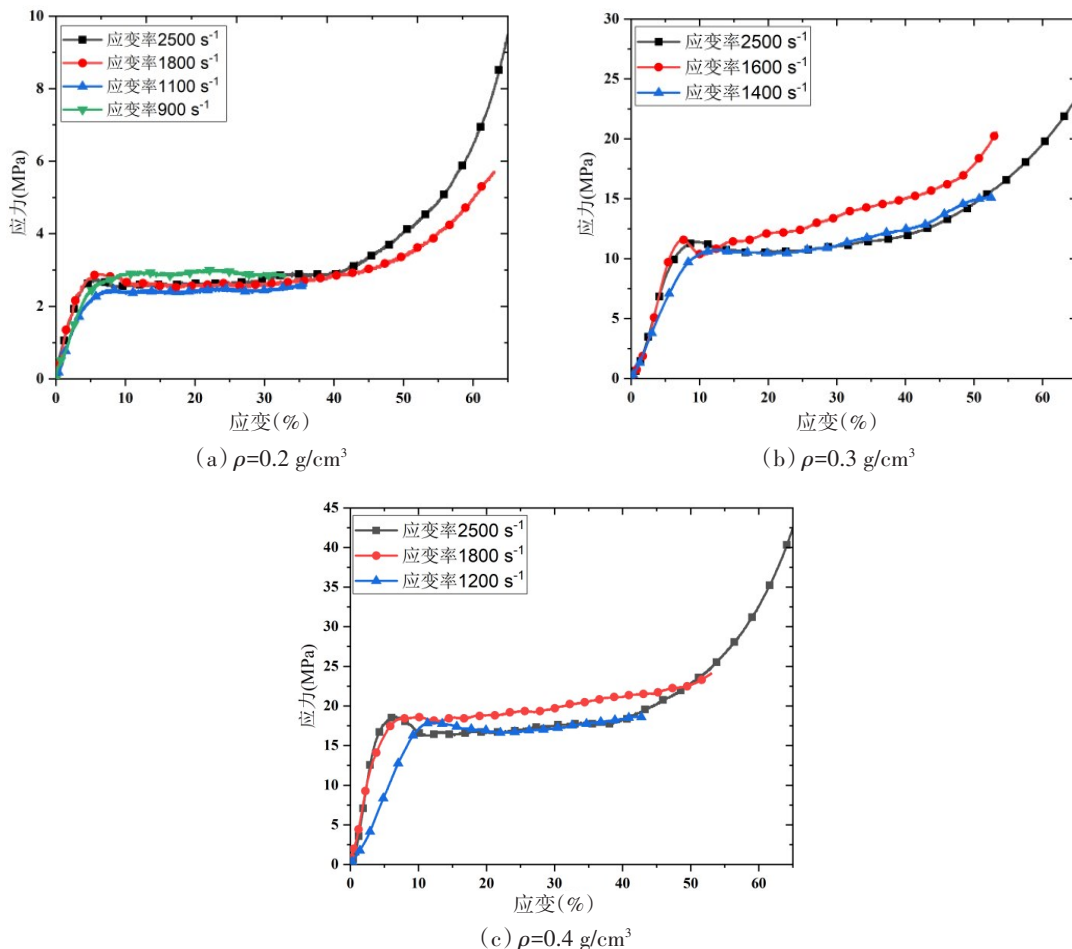 应力(MPa)
10
8
6
4
2
0
应变率2500 s⁻¹
应变率1800 s⁻¹
应变率1100 s⁻¹
应变率900 s⁻¹
0 10 20 30 40 50 60
应变(%)
(a) ρ=0.2 g/cm³
应力(MPa)
30
25
20
15
10
5
0
应变率2500 s⁻¹
应变率1600 s⁻¹
应变率1400 s⁻¹
0 10 20 30 40 50 60
应变(%)
(b) ρ=0.3 g/cm³
应力(MPa)
45
40
35
30
25
20
15
10
5
0
应变率2500 s⁻¹
应变率1800 s⁻¹
应变率1200 s⁻¹
0 10 20 30 40 50 60
应变(%)
(c) ρ=0.4 g/cm³